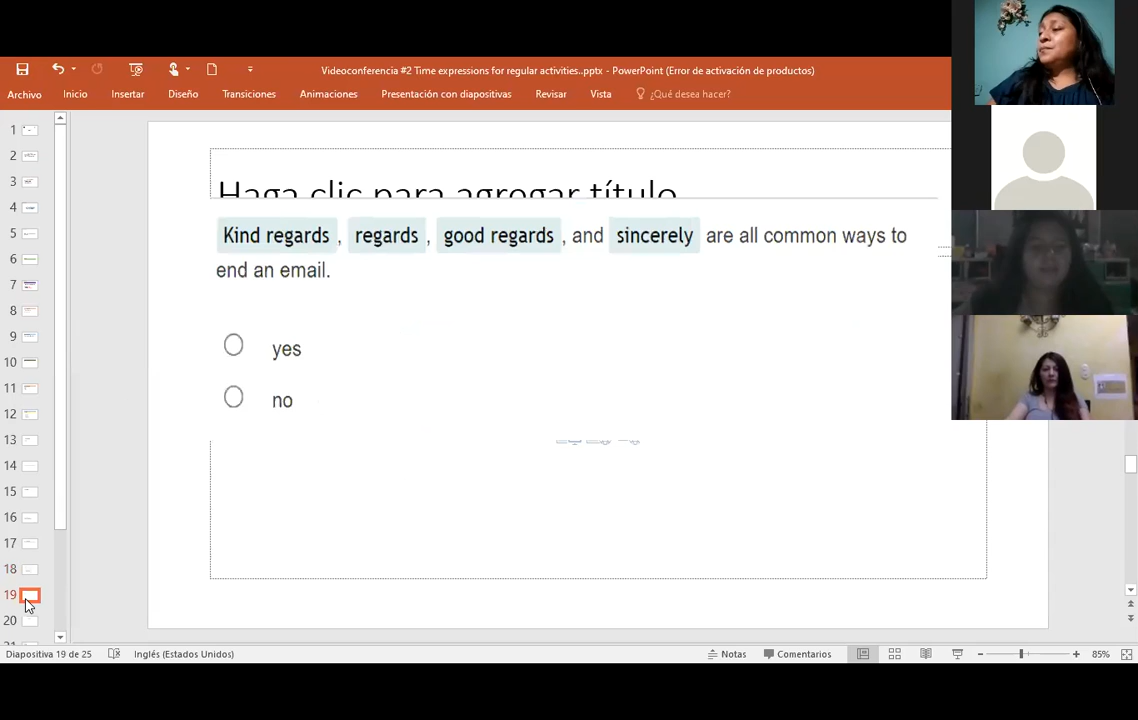 Videoconferencia #2 Time expressions for regular activities..pptx - PowerPoint (Error de activación de productos)
Archivo Inicio Insertar Diseño Transiciones Animaciones Presentación con diapositivas Revisar Vista ¿Qué desea hacer?
Haga clic para agregar título
Kind regards , regards , good regards , and sincerely are all common ways to
end an email.
yes
no
1
2
3
4
5
6
7
8
9
10
11
12
13
14
15
16
17
18
19
20
Diapositiva 19 de 25 Inglés (Estados Unidos) Notas Comentarios 85%